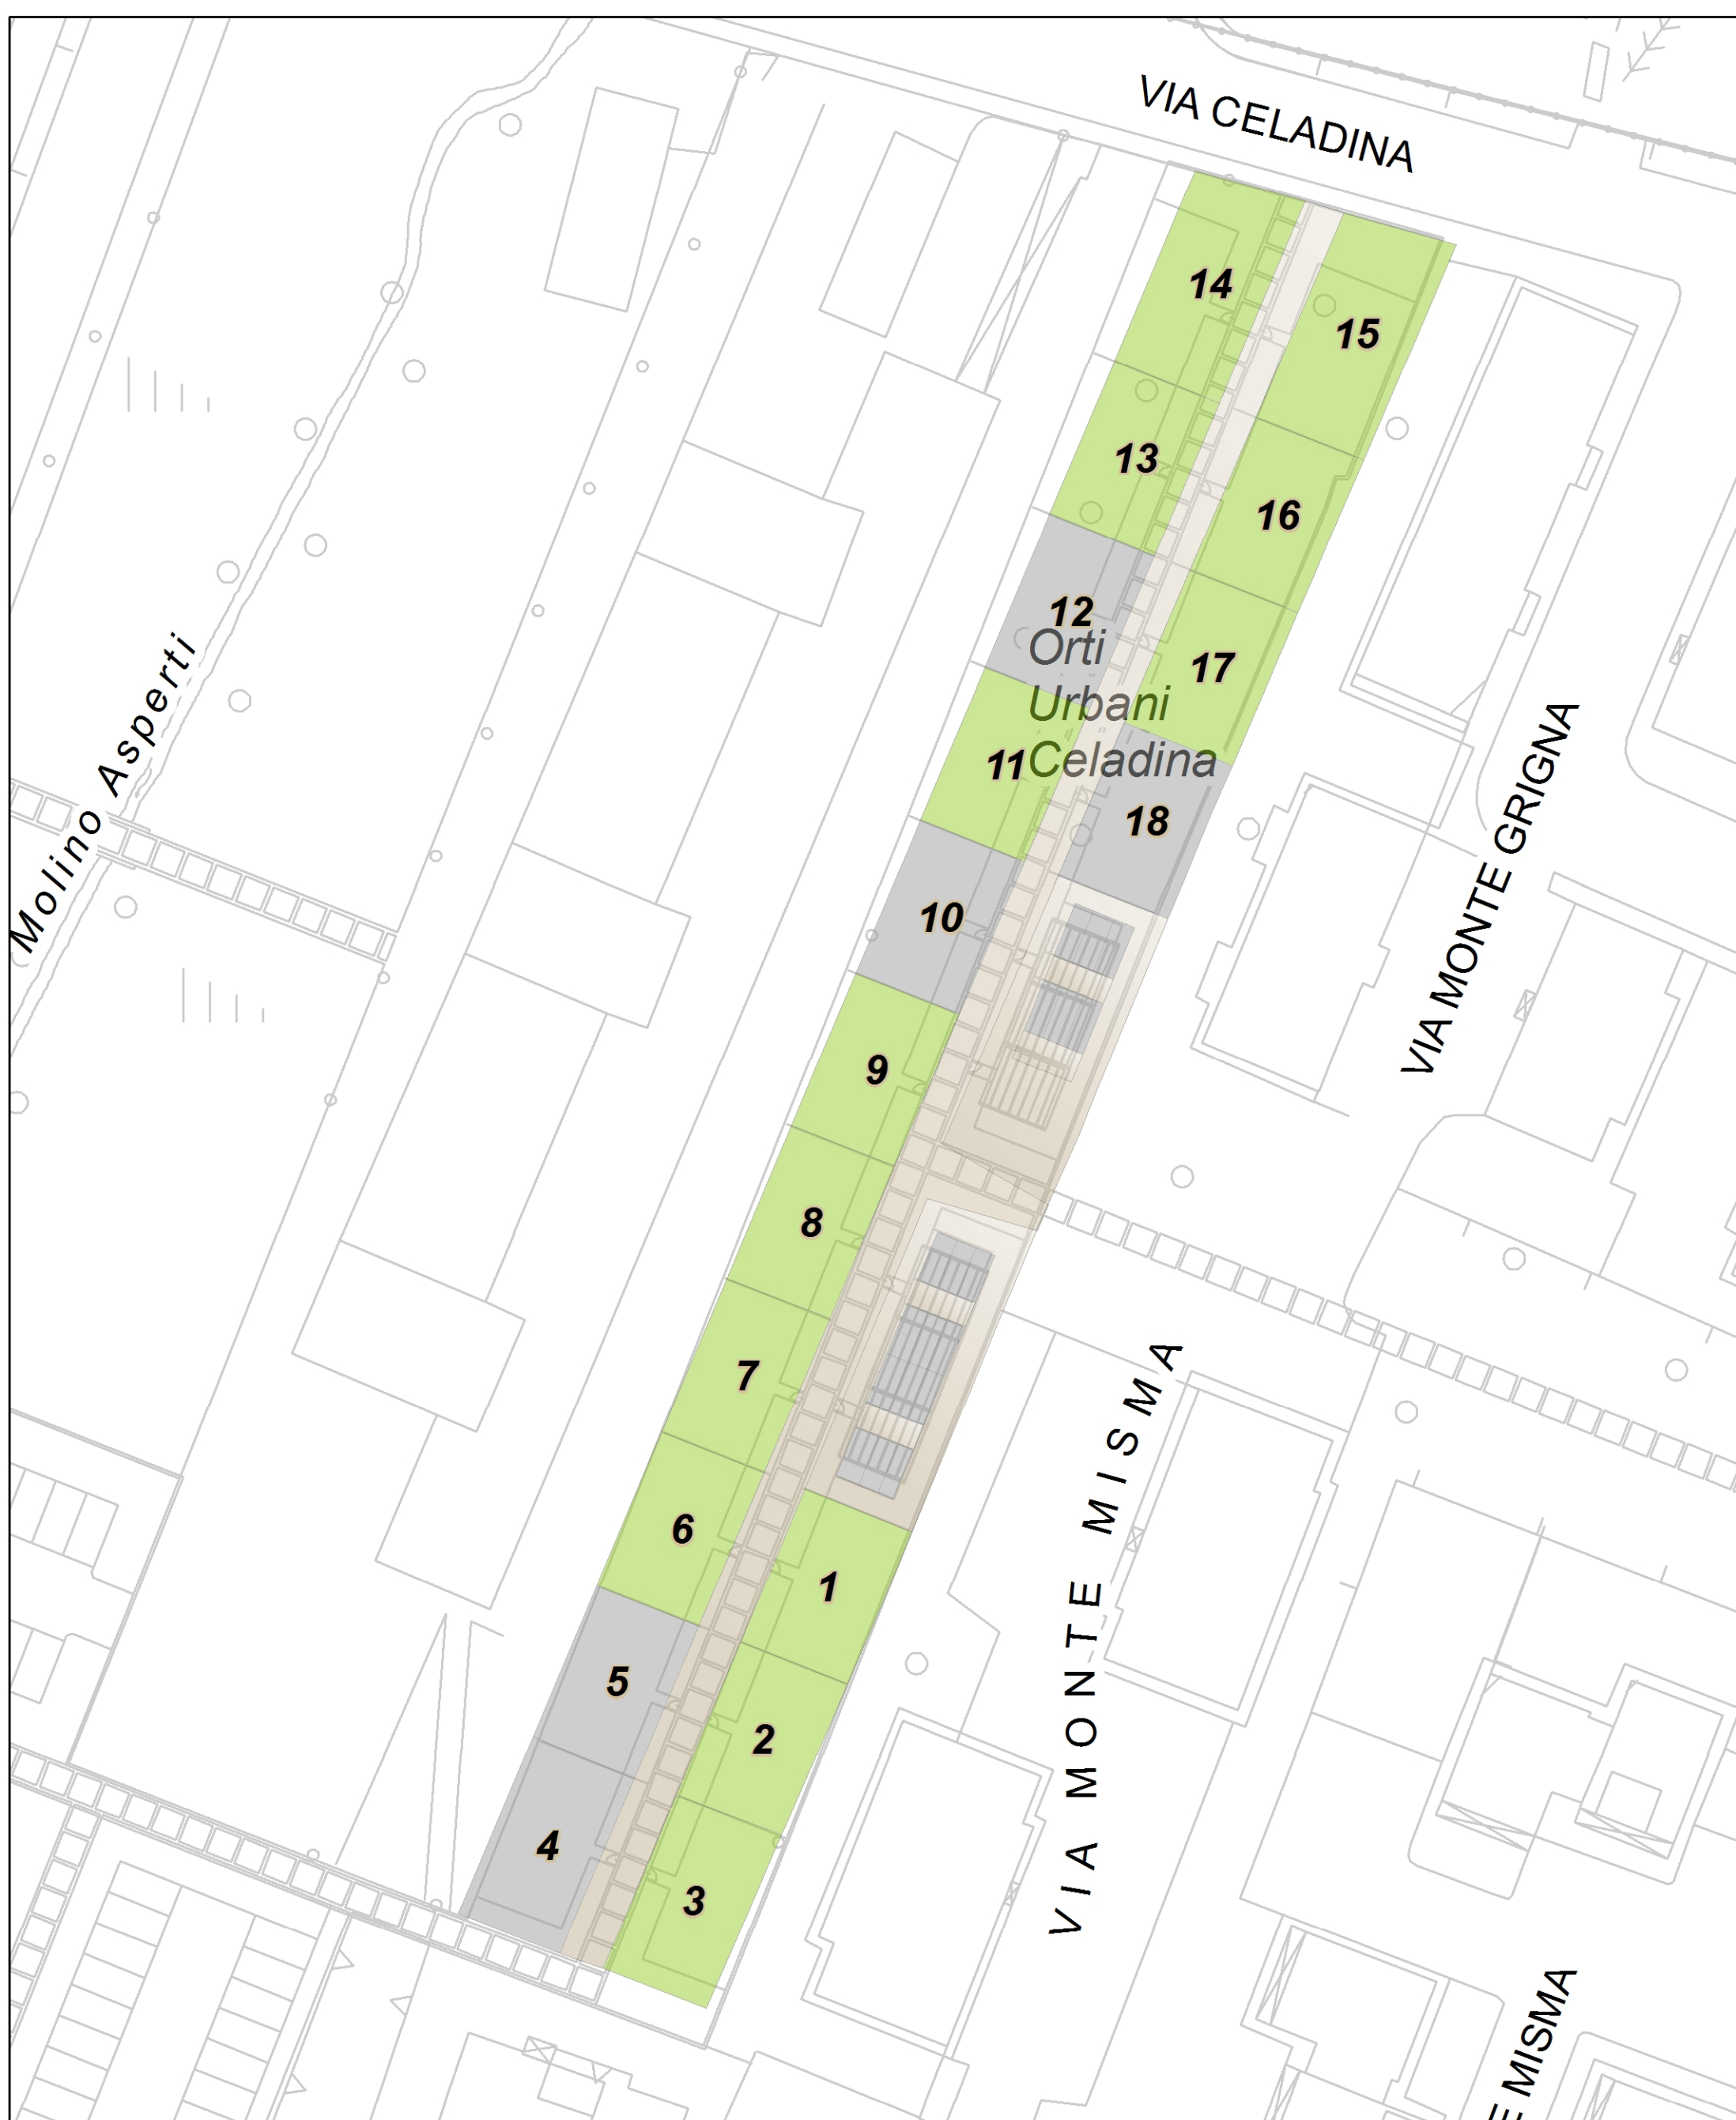 VIA CELADINA
14
15
13
16
12
Orti
17
Urbani
11
Celadina
18
Molino Asperti
VIA MONTE GRIGNA
10
9
8
7
6
1
VIA MONTE MISMA
5
2
4
3
E MISMA